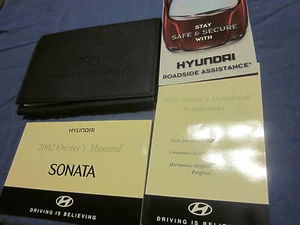 STAY
SAFE & SECURE
WITH
HYUNDAI
ROADSIDE ASSISTANCE
HYUNDAI
2002 Owner's Manual
SONATA
DRIVING IS BELIEVING
2002 Owner's Handbook
Supplement
Program
DRIVING IS BELIEVING